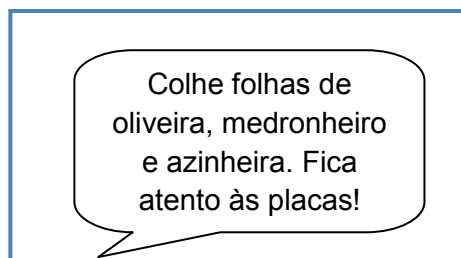 Colhe folhas de
oliveira, medronheiro
e azinheira. Fica
atento às placas!